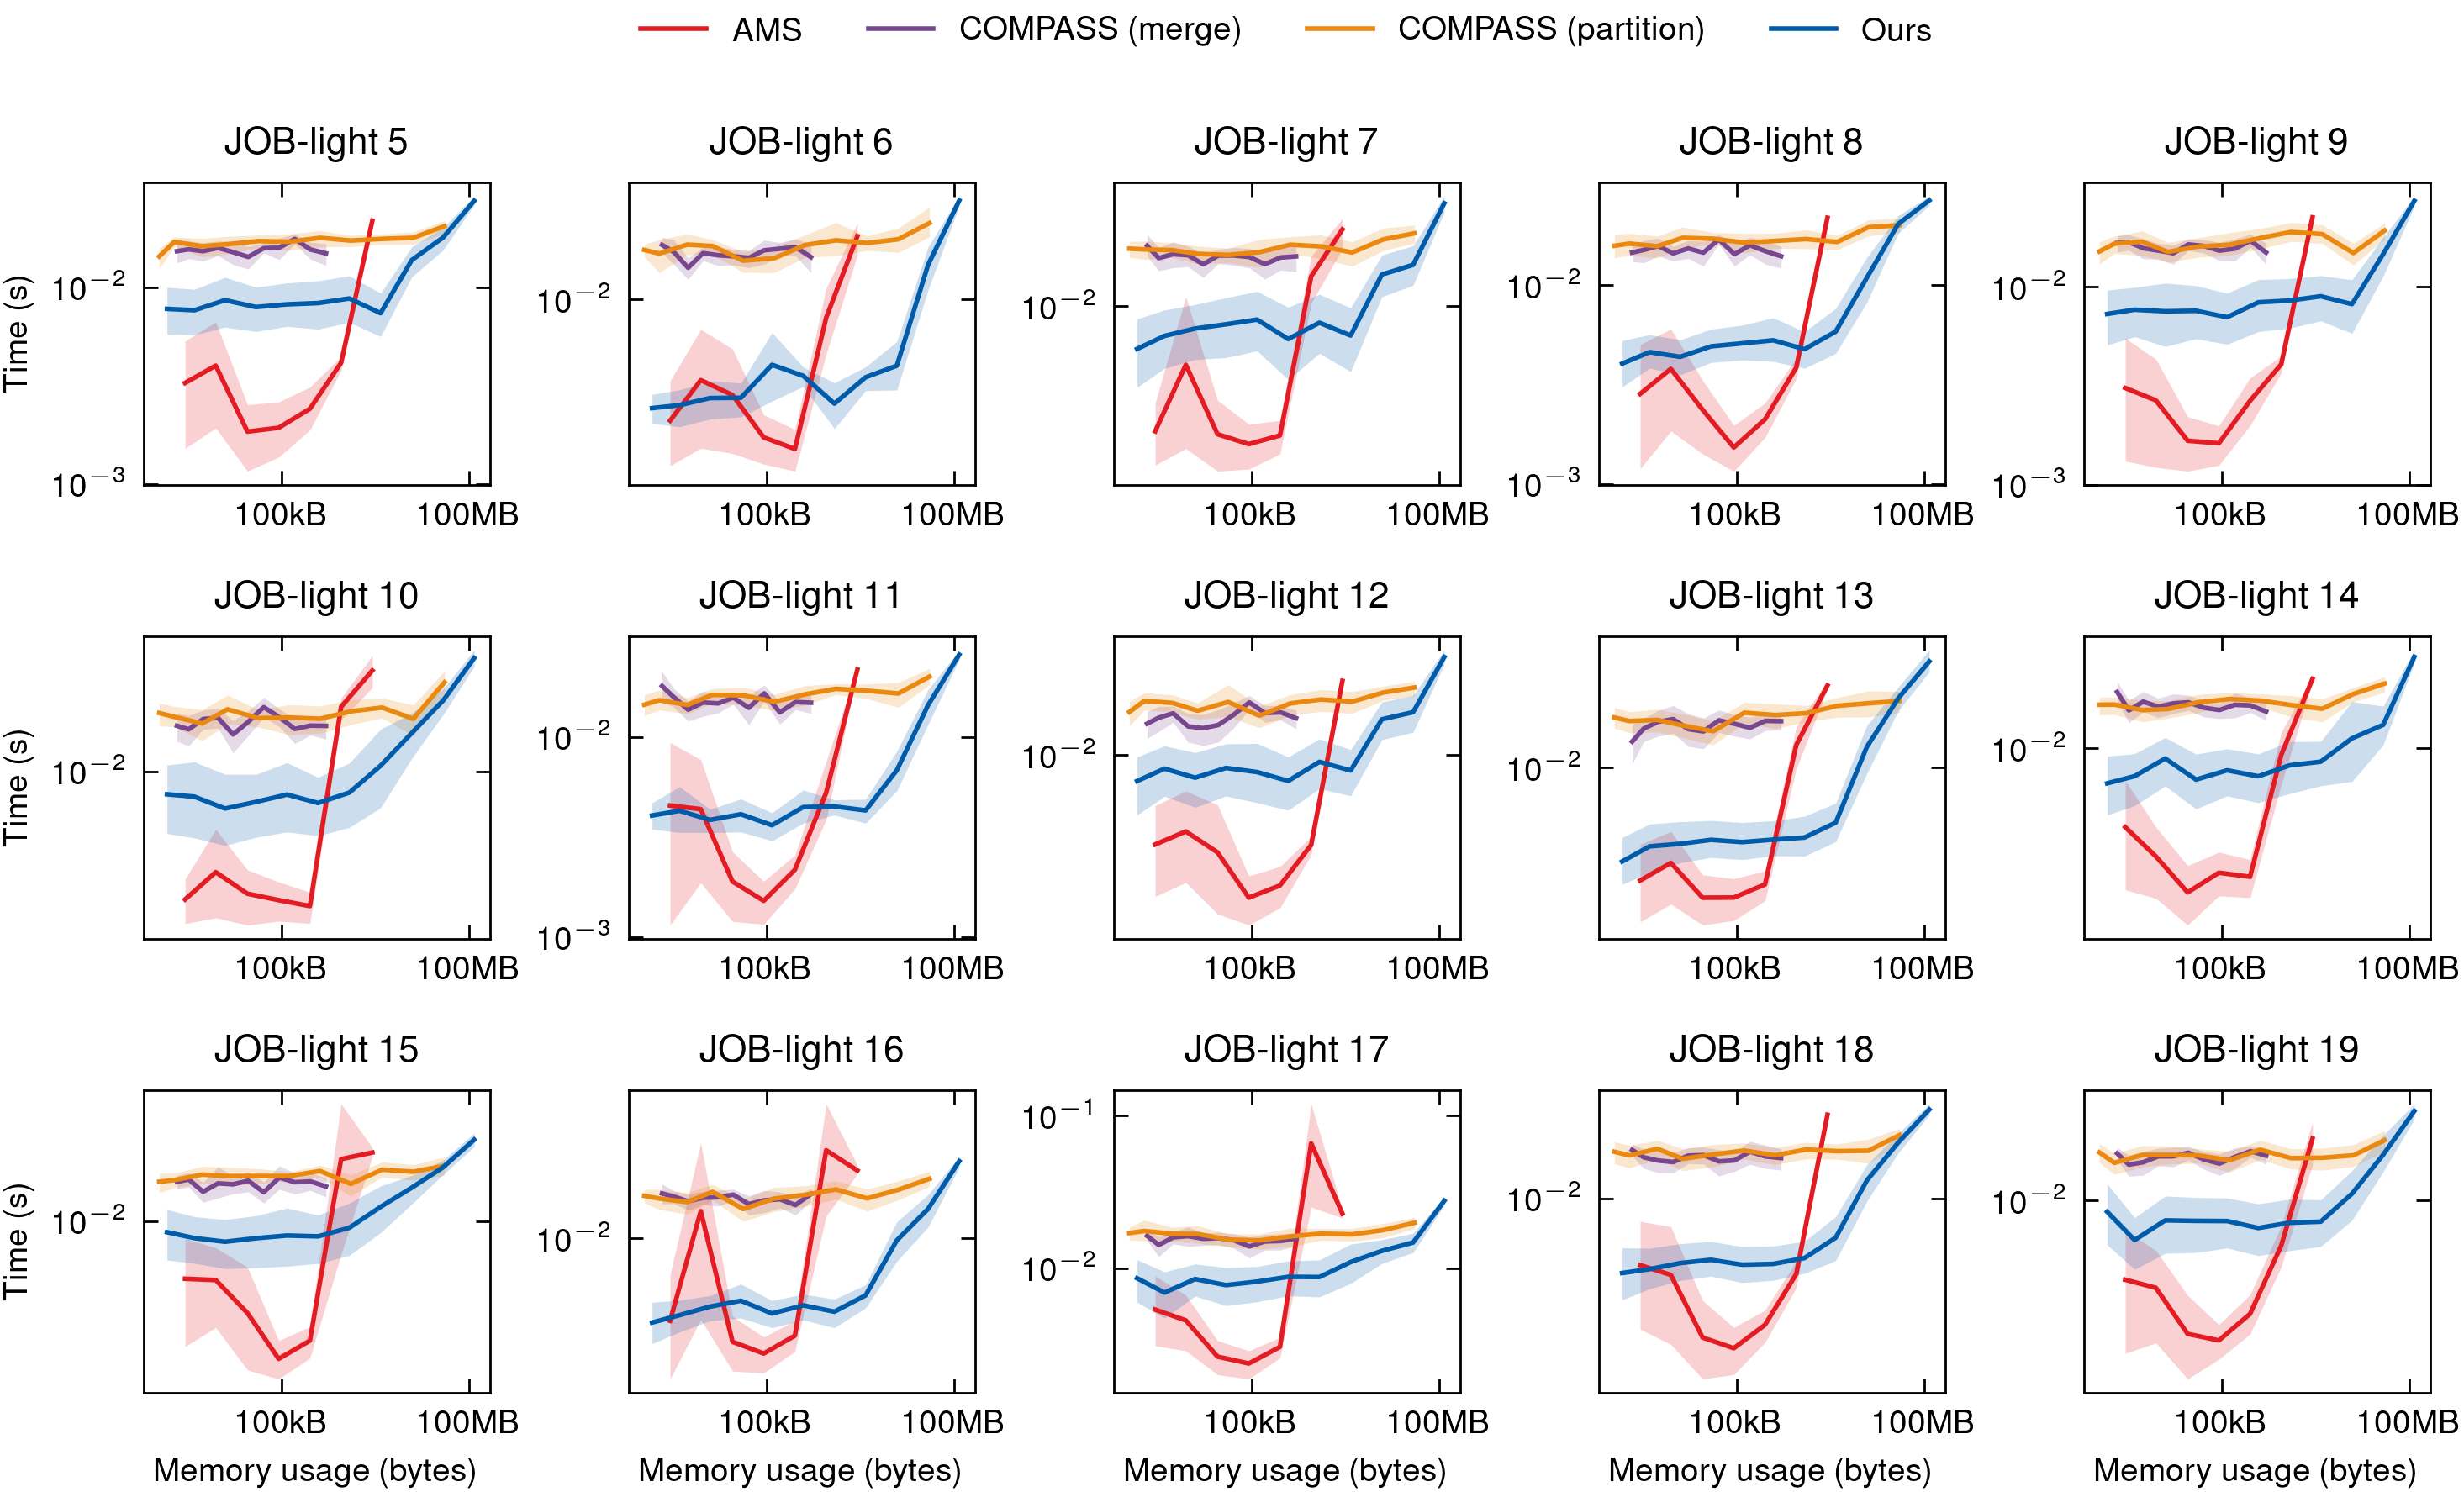 AMS COMPASS (merge) COMPASS (partition) Ours
JOB-light 5 JOB-light 6 JOB-light 7 JOB-light 8 JOB-light 9
Time (s)
10⁻² 10⁻² 10⁻² 10⁻² 10⁻²
10⁻³ 10⁻³ 10⁻³
100kB 100MB 100kB 100MB 100kB 100MB 100kB 100MB 100kB 100MB
JOB-light 10 JOB-light 11 JOB-light 12 JOB-light 13 JOB-light 14
Time (s)
10⁻² 10⁻² 10⁻² 10⁻² 10⁻²
10⁻³
100kB 100MB 100kB 100MB 100kB 100MB 100kB 100MB 100kB 100MB
JOB-light 15 JOB-light 16 JOB-light 17 JOB-light 18 JOB-light 19
Time (s)
10⁻¹
10⁻² 10⁻² 10⁻² 10⁻² 10⁻²
100kB 100MB 100kB 100MB 100kB 100MB 100kB 100MB 100kB 100MB
Memory usage (bytes) Memory usage (bytes) Memory usage (bytes) Memory usage (bytes) Memory usage (bytes)